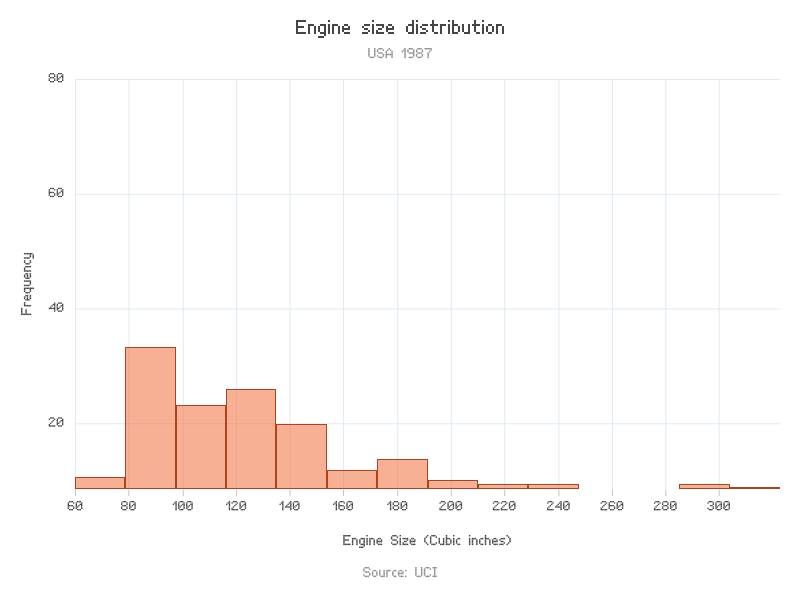 Engine size distribution
USA 1987
80
60
40
20
Frequency
60 80 100 120 140 160 180 200 220 240 260 280 300
Engine Size (Cubic inches)
Source: UCI